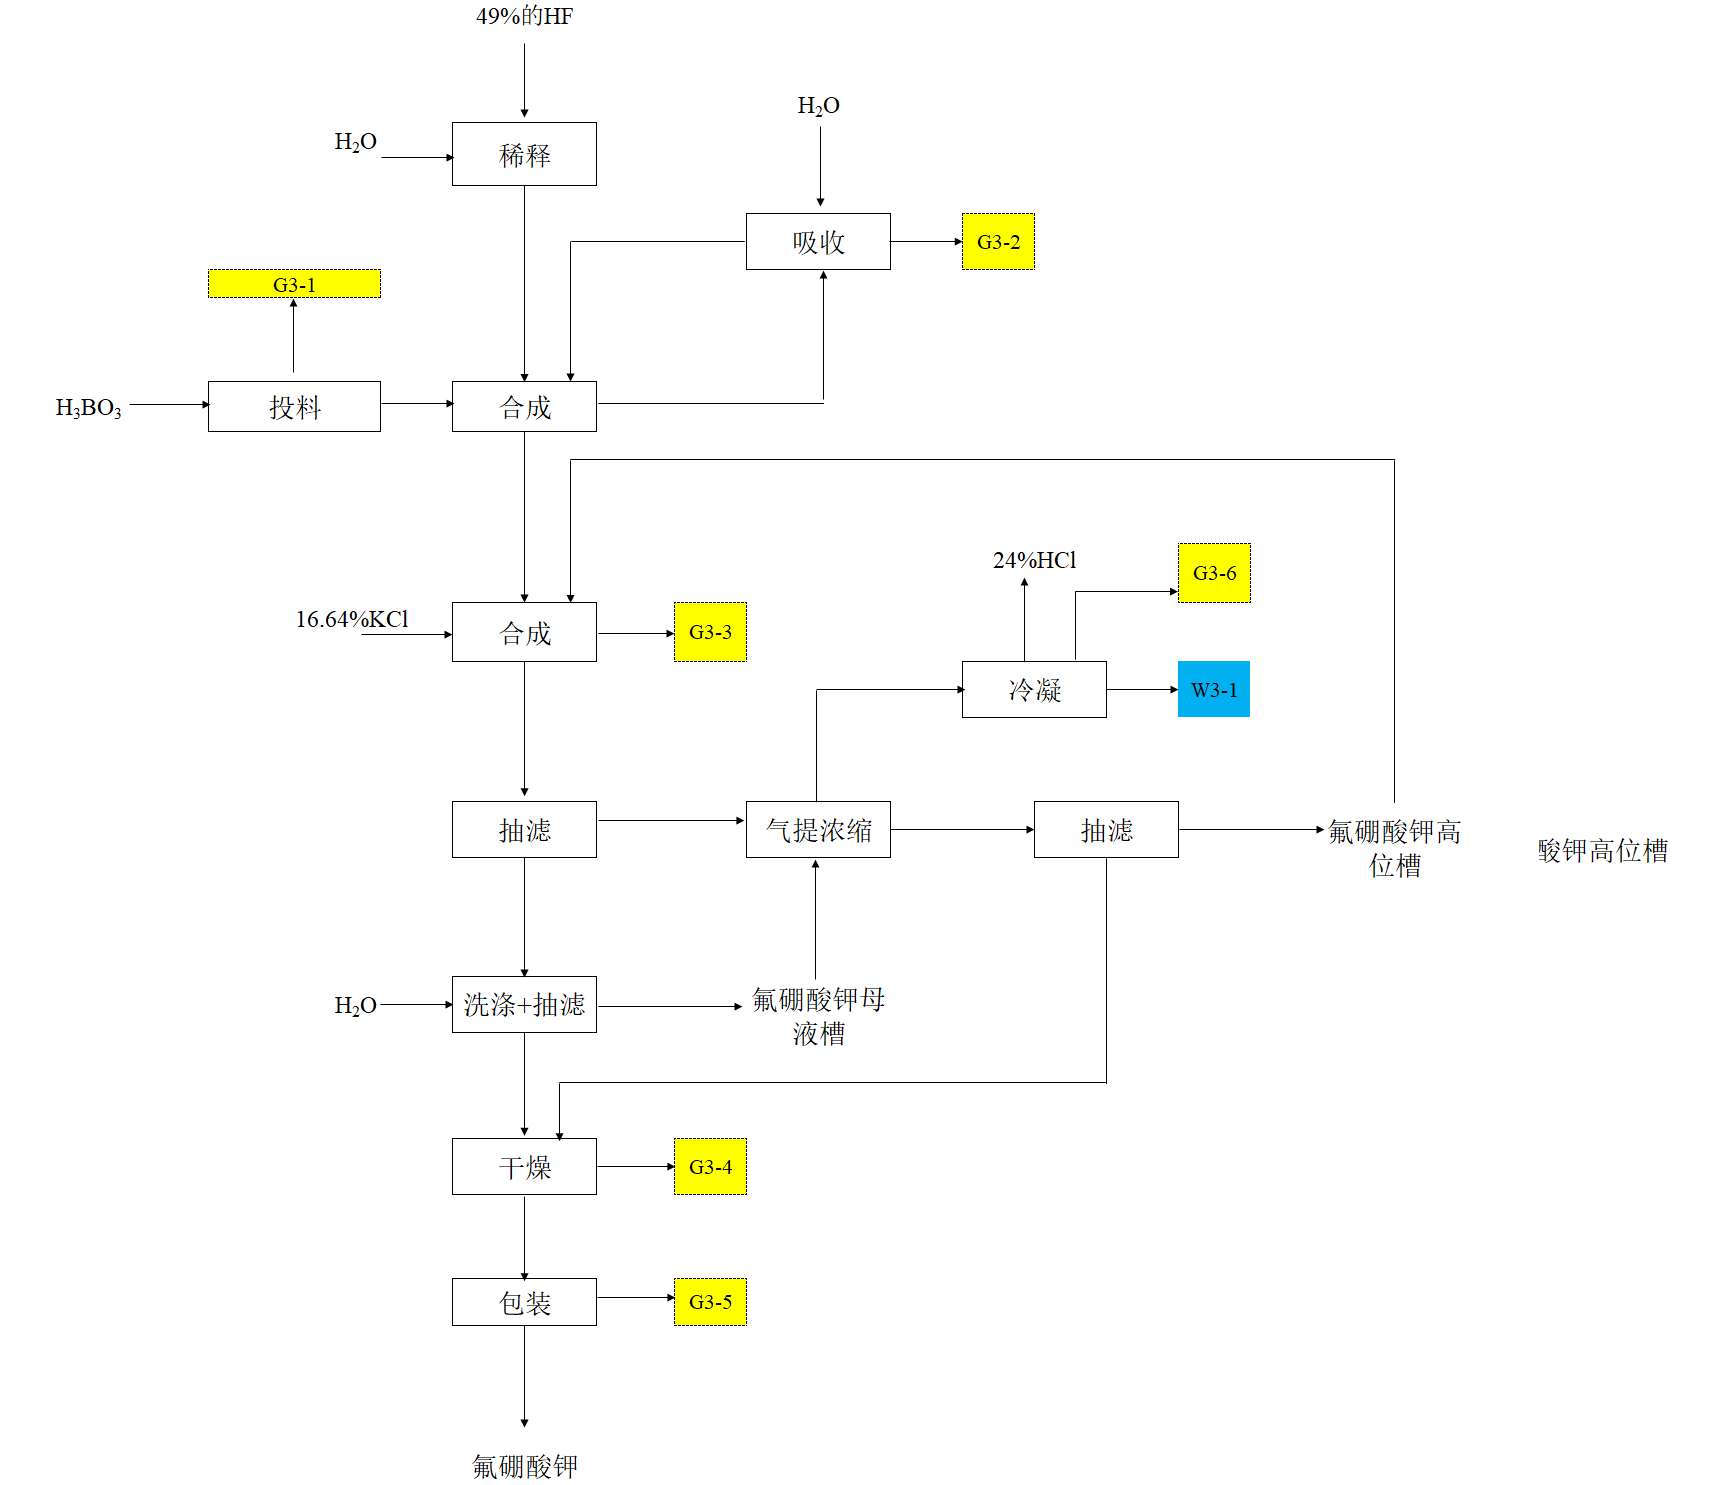 49%的HF
H₂O
H₂O
稀释
吸收
G3-2
G3-1
H₃BO₃
投料
合成
24%HCl
G3-6
16.64%KCl
合成
G3-3
冷凝
W3-1
抽滤
气提浓缩
抽滤
氟硼酸钾高
位槽
酸钾高位槽
H₂O
洗涤+抽滤
氟硼酸钾母
液槽
干燥
G3-4
包装
G3-5
氟硼酸钾